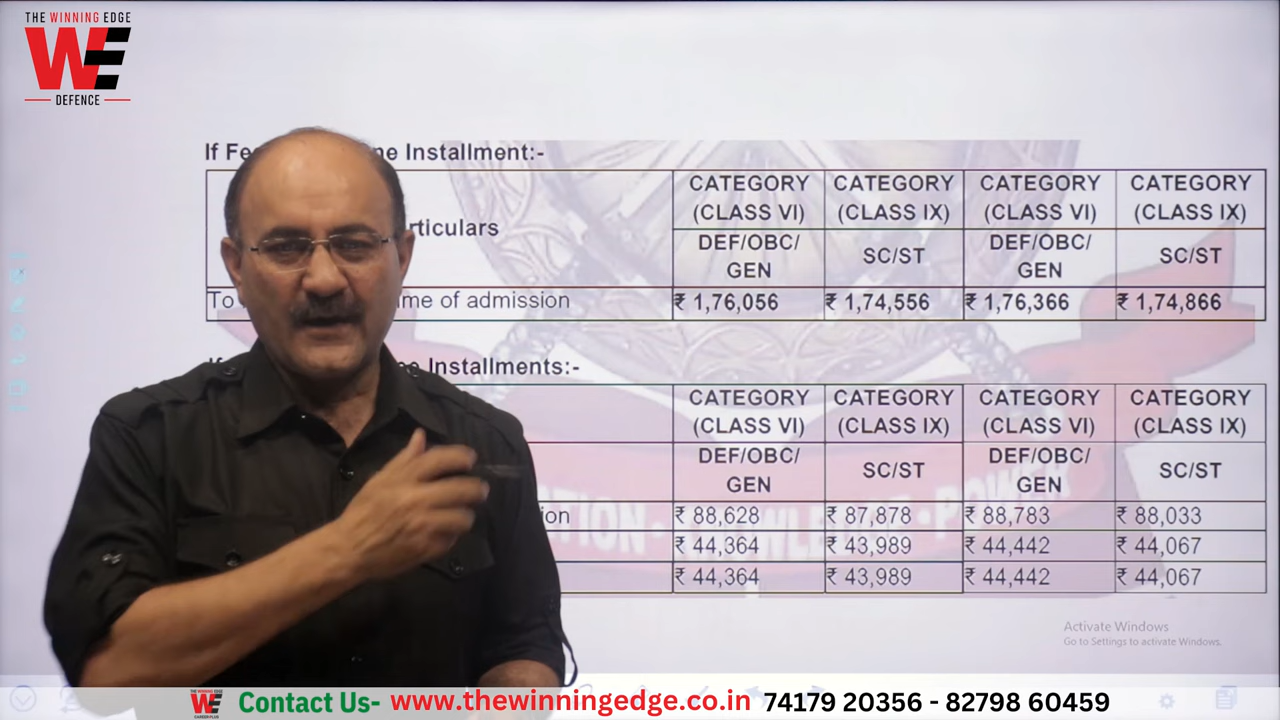 THE WINNING EDGE
WE
DEFENCE
If Fe ne Installment:-
rticulars
CATEGORY (CLASS VI)
CATEGORY (CLASS IX)
CATEGORY (CLASS VI)
CATEGORY (CLASS IX)
DEF/OBC/ GEN
SC/ST
DEF/OBC/ GEN
SC/ST
To me of admission
₹ 1,76,056
₹ 1,74,556
₹ 1,76,366
₹ 1,74,866
Installments:-
CATEGORY (CLASS VI)
CATEGORY (CLASS IX)
CATEGORY (CLASS VI)
CATEGORY (CLASS IX)
DEF/OBC/ GEN
SC/ST
DEF/OBC/ GEN
SC/ST
ion
₹ 88,628
₹ 87,878
₹ 88,783
₹ 88,033
₹ 44,364
₹ 43,989
₹ 44,442
₹ 44,067
₹ 44,364
₹ 43,989
₹ 44,442
₹ 44,067
Activate Windows
Go to Settings to activate Windows.
WE Contact Us- www.thewinningedge.co.in 74179 20356 - 82798 60459